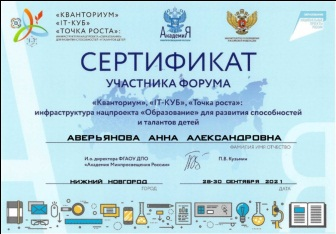 «КВАНТОРИУМ»
«IT-КУБ»
«ТОЧКА РОСТА»:
АКАДЕМИЯ
СЕРТИФИКАТ
УЧАСТНИКА ФОРУМА
«Кванториум», «IT-КУБ», «Точка роста»:
инфраструктура нацпроекта «Образование» для развития способностей
и талантов детей
АВЕРЬЯНОВА АННА АЛЕКСАНДРОВНА
ФАМИЛИЯ ИМЯ ОТЧЕСТВО
И.о. директора ФГАОУ ДПО
«Академия Минпросвещения России»
П.В. Кузьмин
НИЖНИЙ НОВГОРОД
28-30 СЕНТЯБРЯ 2021
ГОРОД
ДАТА